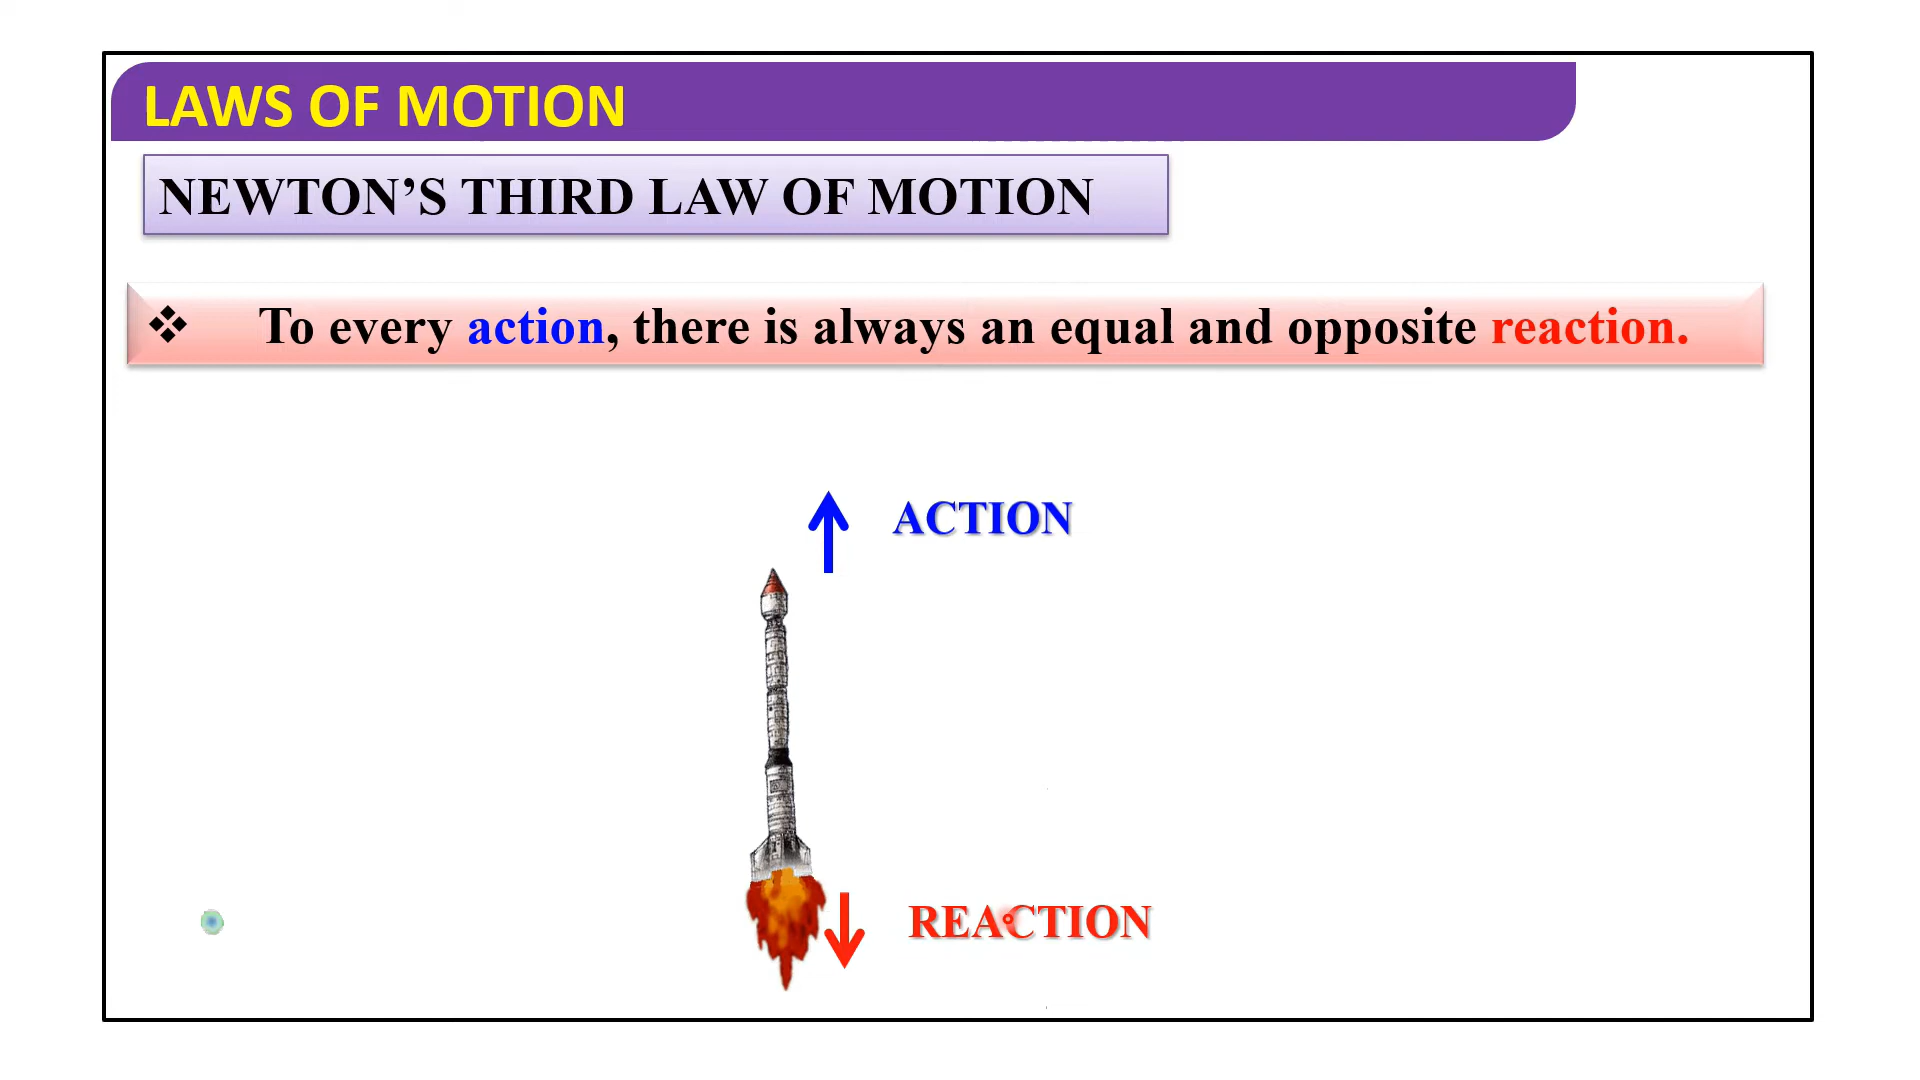 LAWS OF MOTION
NEWTON’S THIRD LAW OF MOTION
❖ To every action, there is always an equal and opposite reaction.
ACTION
REACTION